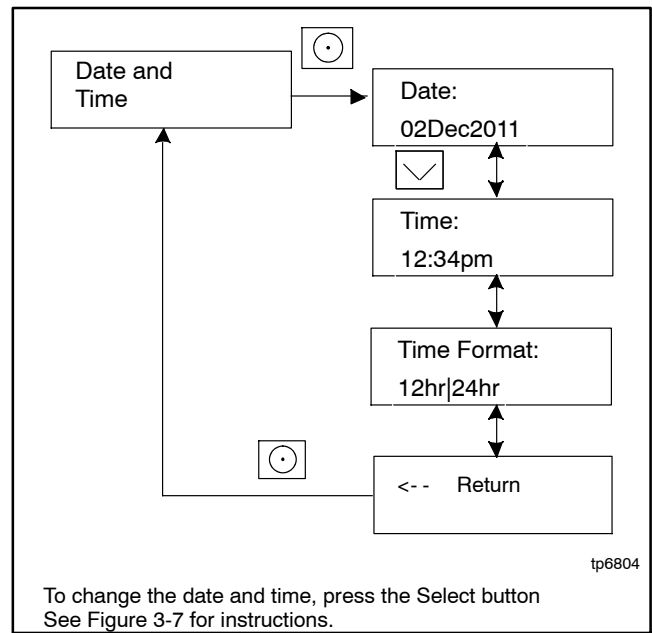 Date and
Time
Date:
02Dec2011
Time:
12:34pm
Time Format:
12hr|24hr
<-- Return
tp6804
To change the date and time, press the Select button
See Figure 3-7 for instructions.